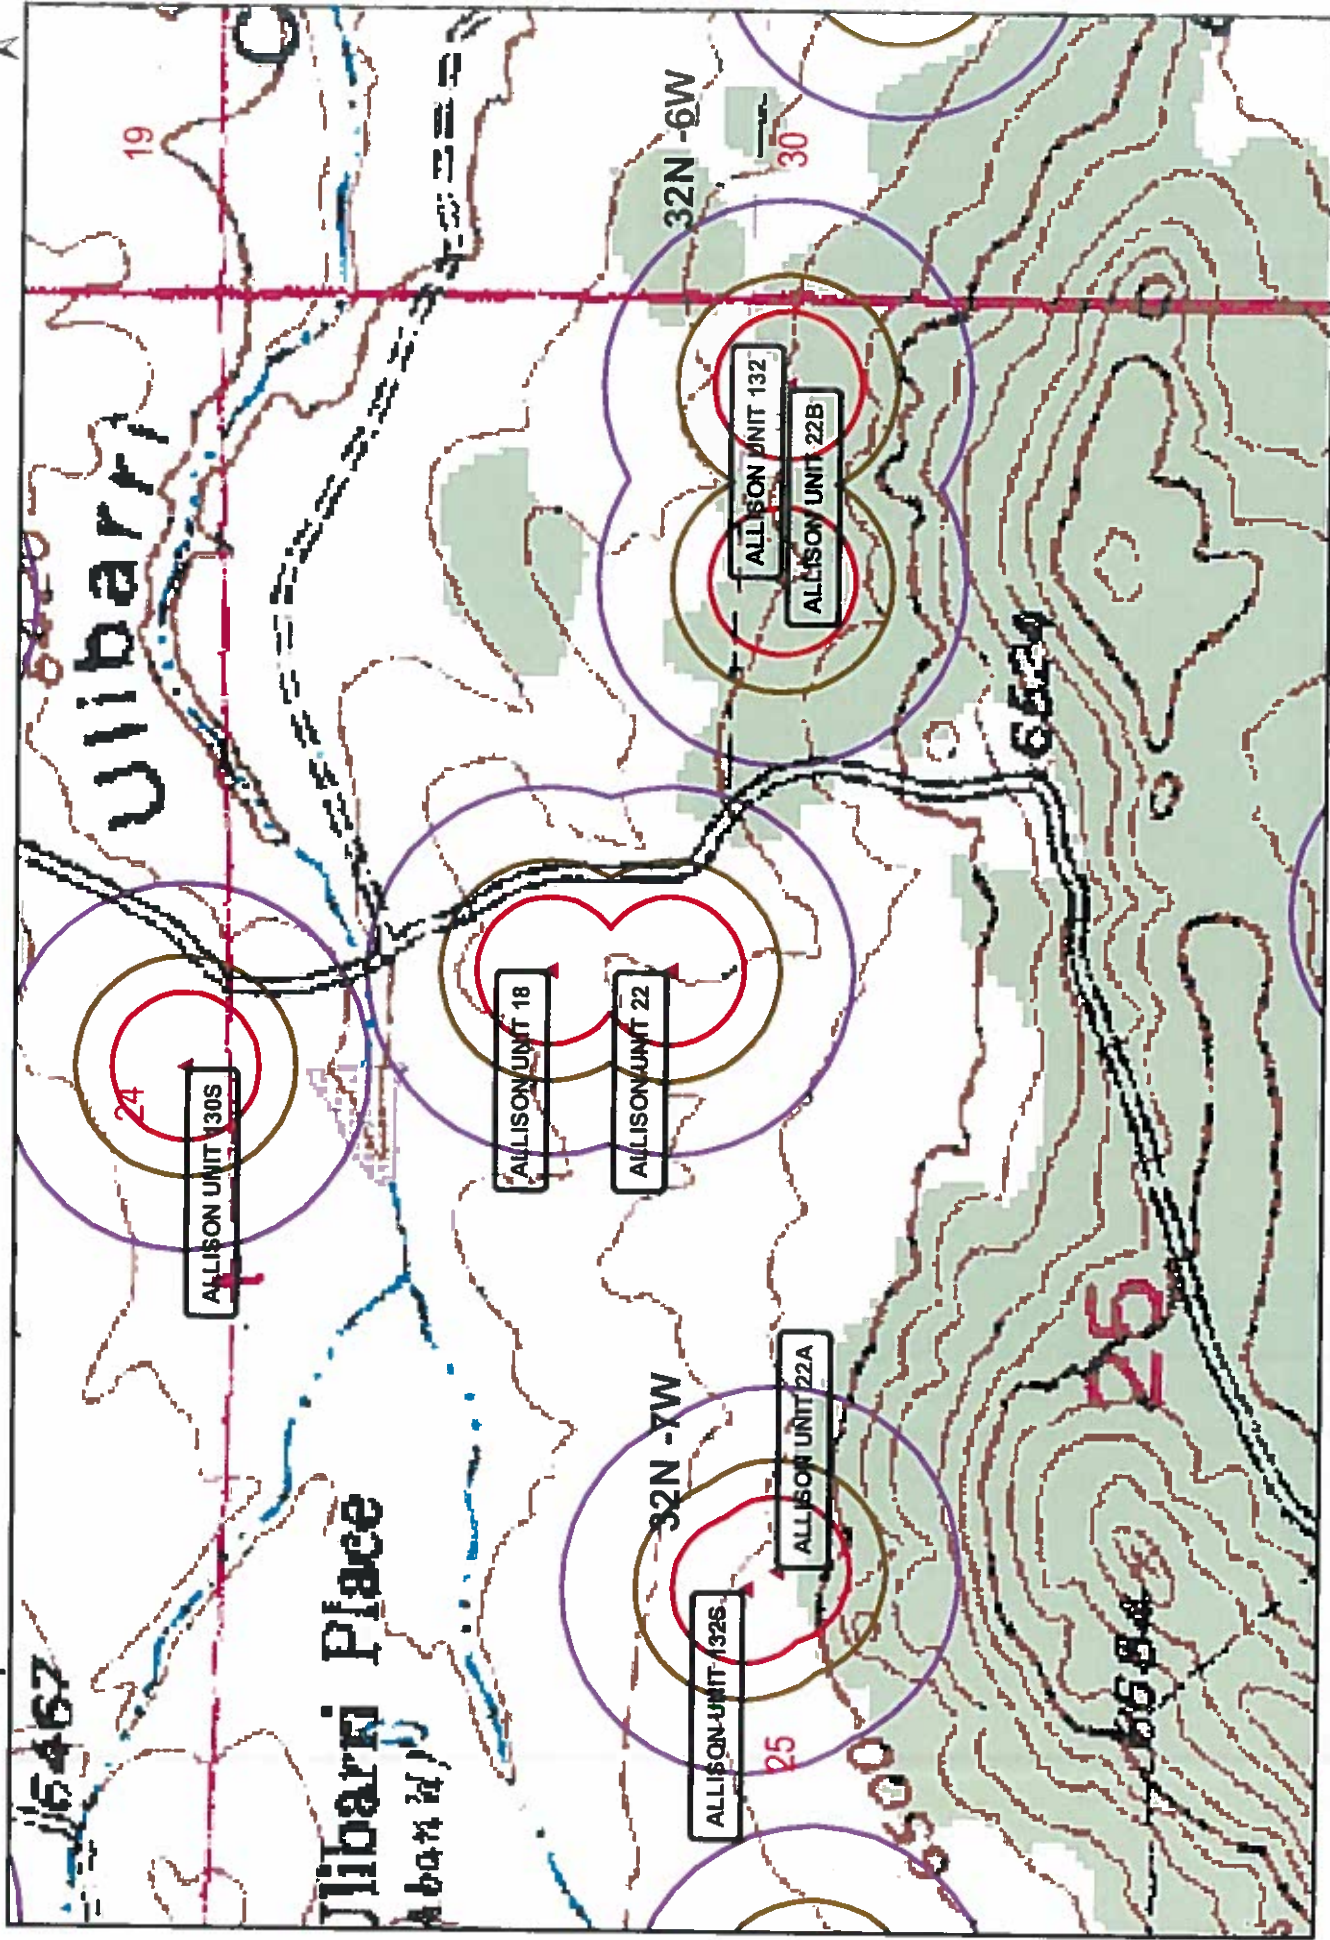 6467
Ulibarri
24
19
ALLISON UNIT 130S
Ulibarri Place
ALLISON UNIT 18
ALLISON UNIT 22
32N -7W
32N -6W
ALLISON UNIT 132S
ALLISON UNIT 132
ALLISON UNIT 22A
ALLISON UNIT 22B
25
30
25